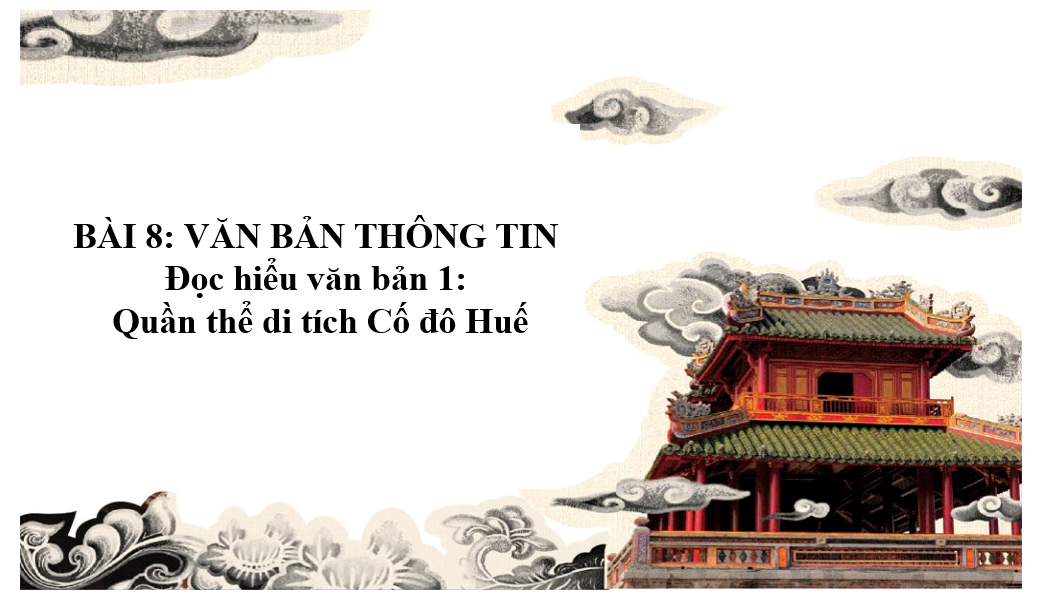 BÀI 8: VĂN BẢN THÔNG TIN
Đọc hiểu văn bản 1:
Quần thể di tích Cố đô Huế